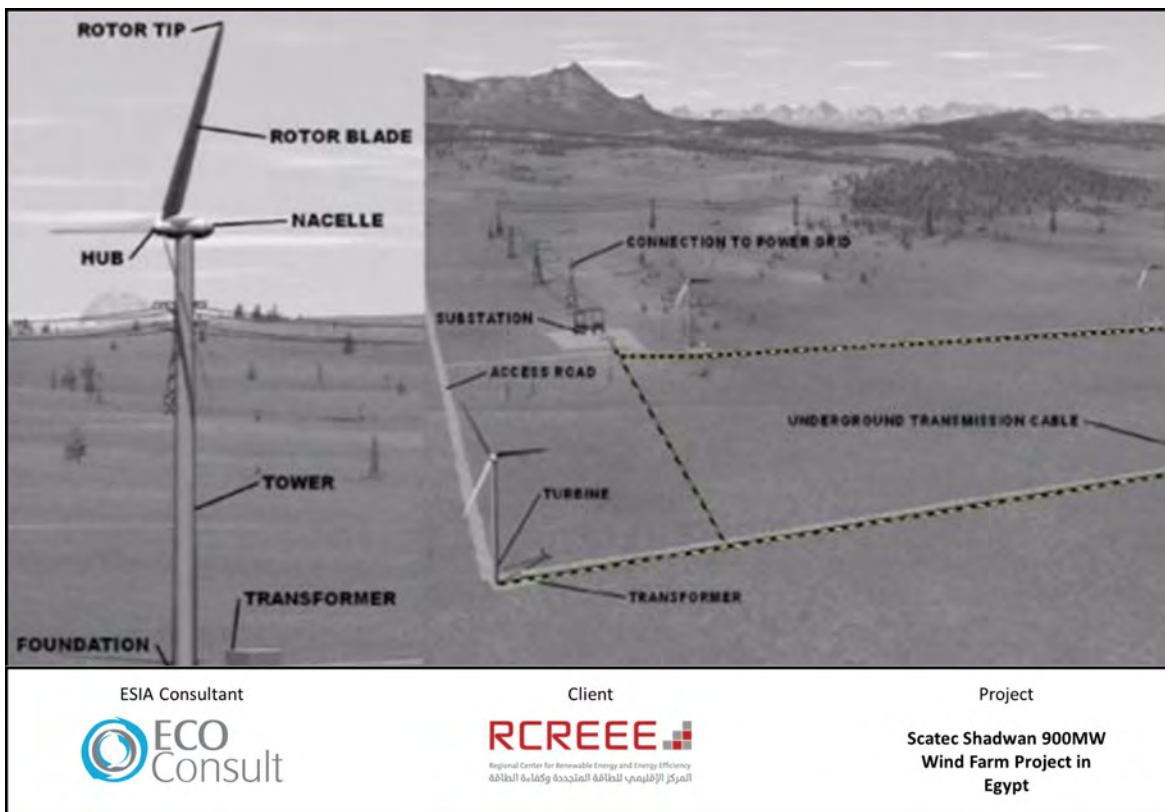 ROTOR TIP
ROTOR BLADE
NACELLE
HUB
TOWER
TRANSFORMER
FOUNDATION
CONNECTION TO POWER GRID
SUBSTATION
ACCESS ROAD
UNDERGROUND TRANSMISSION CABLE
TURBINE
TRANSFORMER
ESIA Consultant
ECO
Consult
Client
RCREEE
Regional Center for Renewable Energy and Energy Efficiency
المركز الإقليمي للطاقة المتجددة وكفاءة الطاقة
Project
Scatec Shadwan 900MW
Wind Farm Project in
Egypt